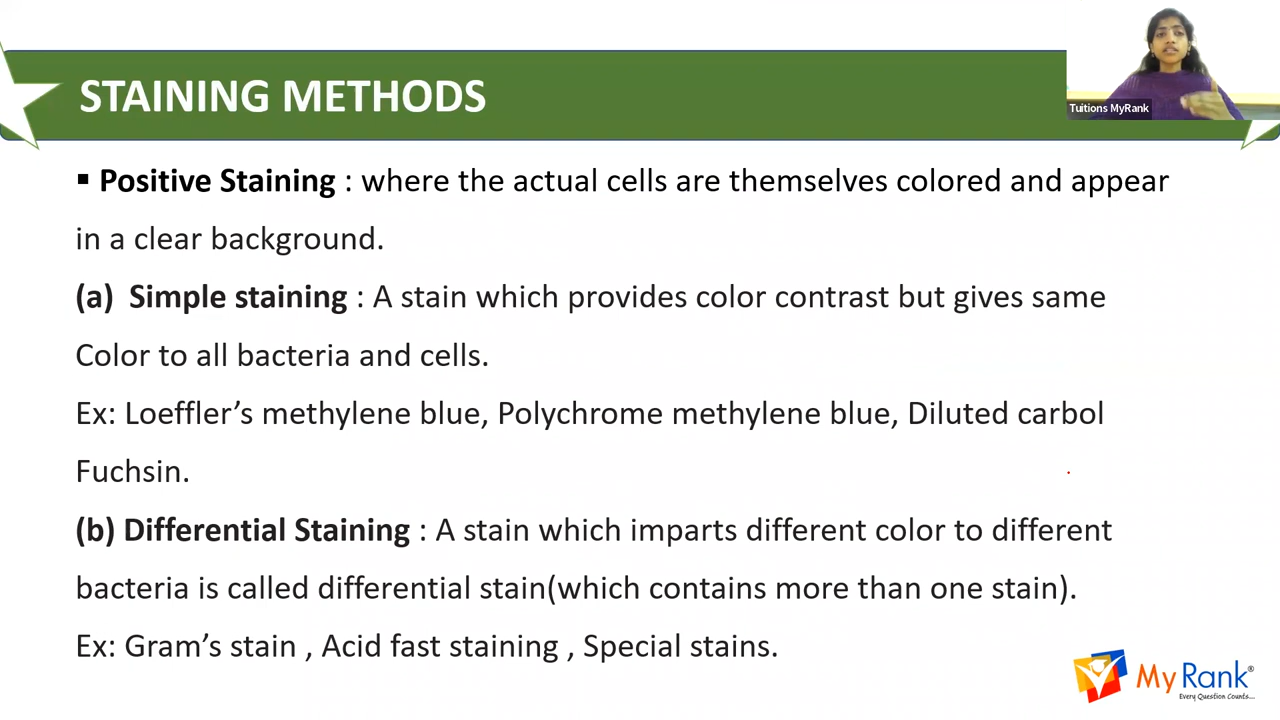 STAINING METHODS
Tuitions MyRank
▪ Positive Staining : where the actual cells are themselves colored and appear
in a clear background.
(a) Simple staining : A stain which provides color contrast but gives same
Color to all bacteria and cells.
Ex: Loeffler’s methylene blue, Polychrome methylene blue, Diluted carbol
Fuchsin.
(b) Differential Staining : A stain which imparts different color to different
bacteria is called differential stain(which contains more than one stain).
Ex: Gram’s stain , Acid fast staining , Special stains.
My Rank®
Every Question Counts...